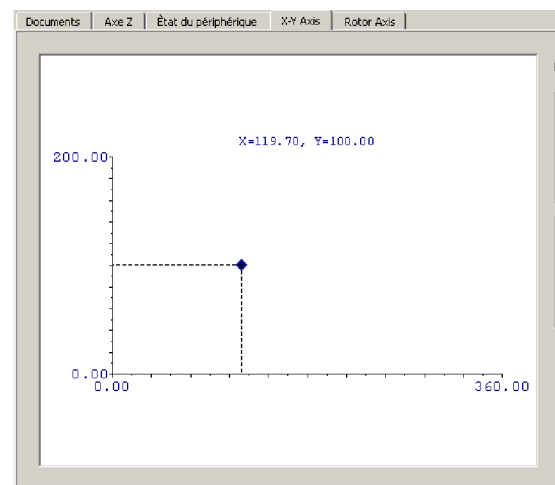 Documents Axe Z Ètat du périphérique X-Y Axis Rotor Axis
X=119.70, Y=100.00
200.00
0.00
0.00 360.00